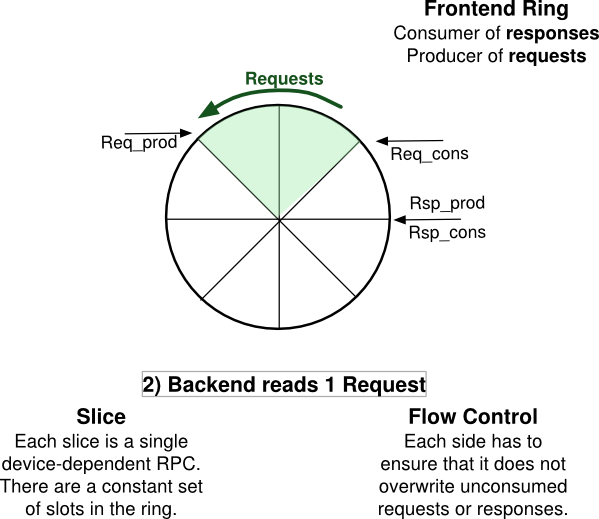 Frontend Ring
Consumer of responses
Producer of requests
Requests
Req_prod
Req_cons
Rsp_prod
Rsp_cons
2) Backend reads 1 Request
Slice
Each slice is a single
device-dependent RPC.
There are a constant set
of slots in the ring.
Flow Control
Each side has to
ensure that it does not
overwrite unconsumed
requests or responses.